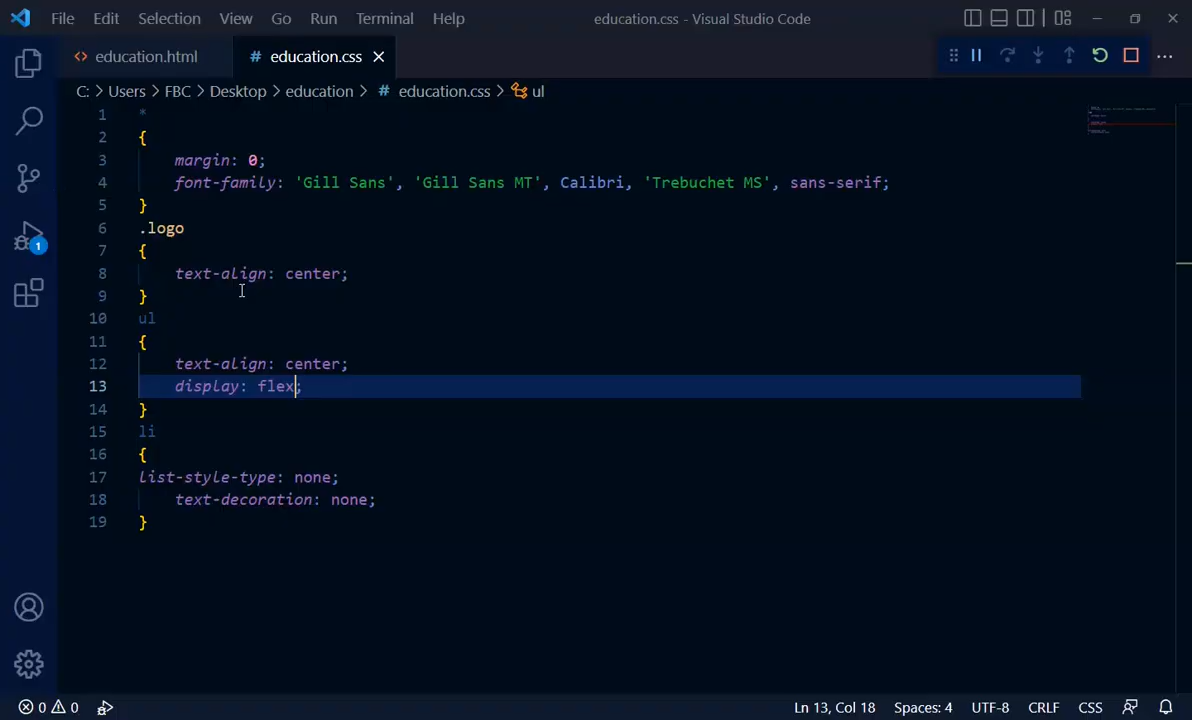 File Edit Selection View Go Run Terminal Help education.css - Visual Studio Code
education.html # education.css
C: > Users > FBC > Desktop > education > # education.css > ul
1 *
2 {
3 margin: 0;
4 font-family: 'Gill Sans', 'Gill Sans MT', Calibri, 'Trebuchet MS', sans-serif;
5 }
6 .logo
7 {
8 text-align: center;
9 }
10 ul
11 {
12 text-align: center;
13 display: flex;
14 }
15 li
16 {
17 list-style-type: none;
18 text-decoration: none;
19 }
1
0 0 Ln 13, Col 18 Spaces: 4 UTF-8 CRLF CSS